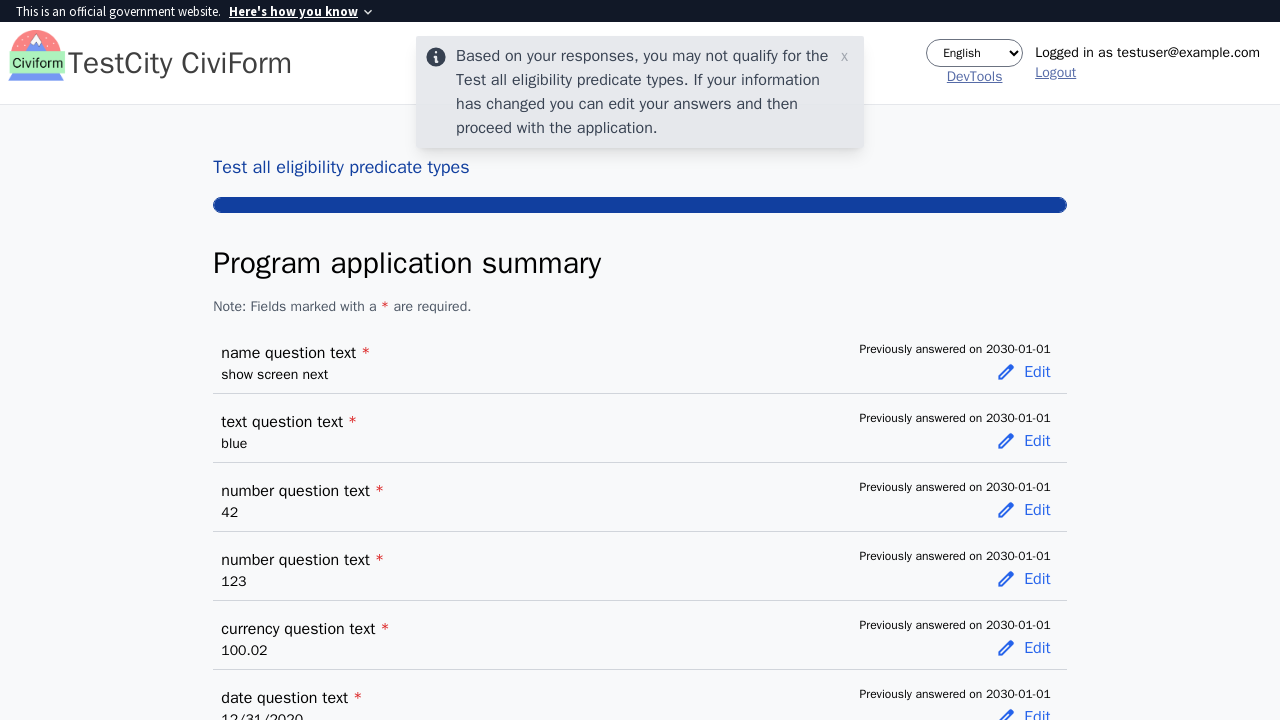 This is an official government website. Here's how you know
Civiform
TestCity CiviForm
Based on your responses, you may not qualify for the
Test all eligibility predicate types. If your information
has changed you can edit your answers and then
proceed with the application.
x
English
DevTools
Logged in as testuser@example.com
Logout
Test all eligibility predicate types
Program application summary
Note: Fields marked with a * are required.
name question text *
show screen next
Previously answered on 2030-01-01
Edit
text question text *
blue
Previously answered on 2030-01-01
Edit
number question text *
42
Previously answered on 2030-01-01
Edit
number question text *
123
Previously answered on 2030-01-01
Edit
currency question text *
100.02
Previously answered on 2030-01-01
Edit
date question text *
12/31/2020
Previously answered on 2030-01-01
Edit